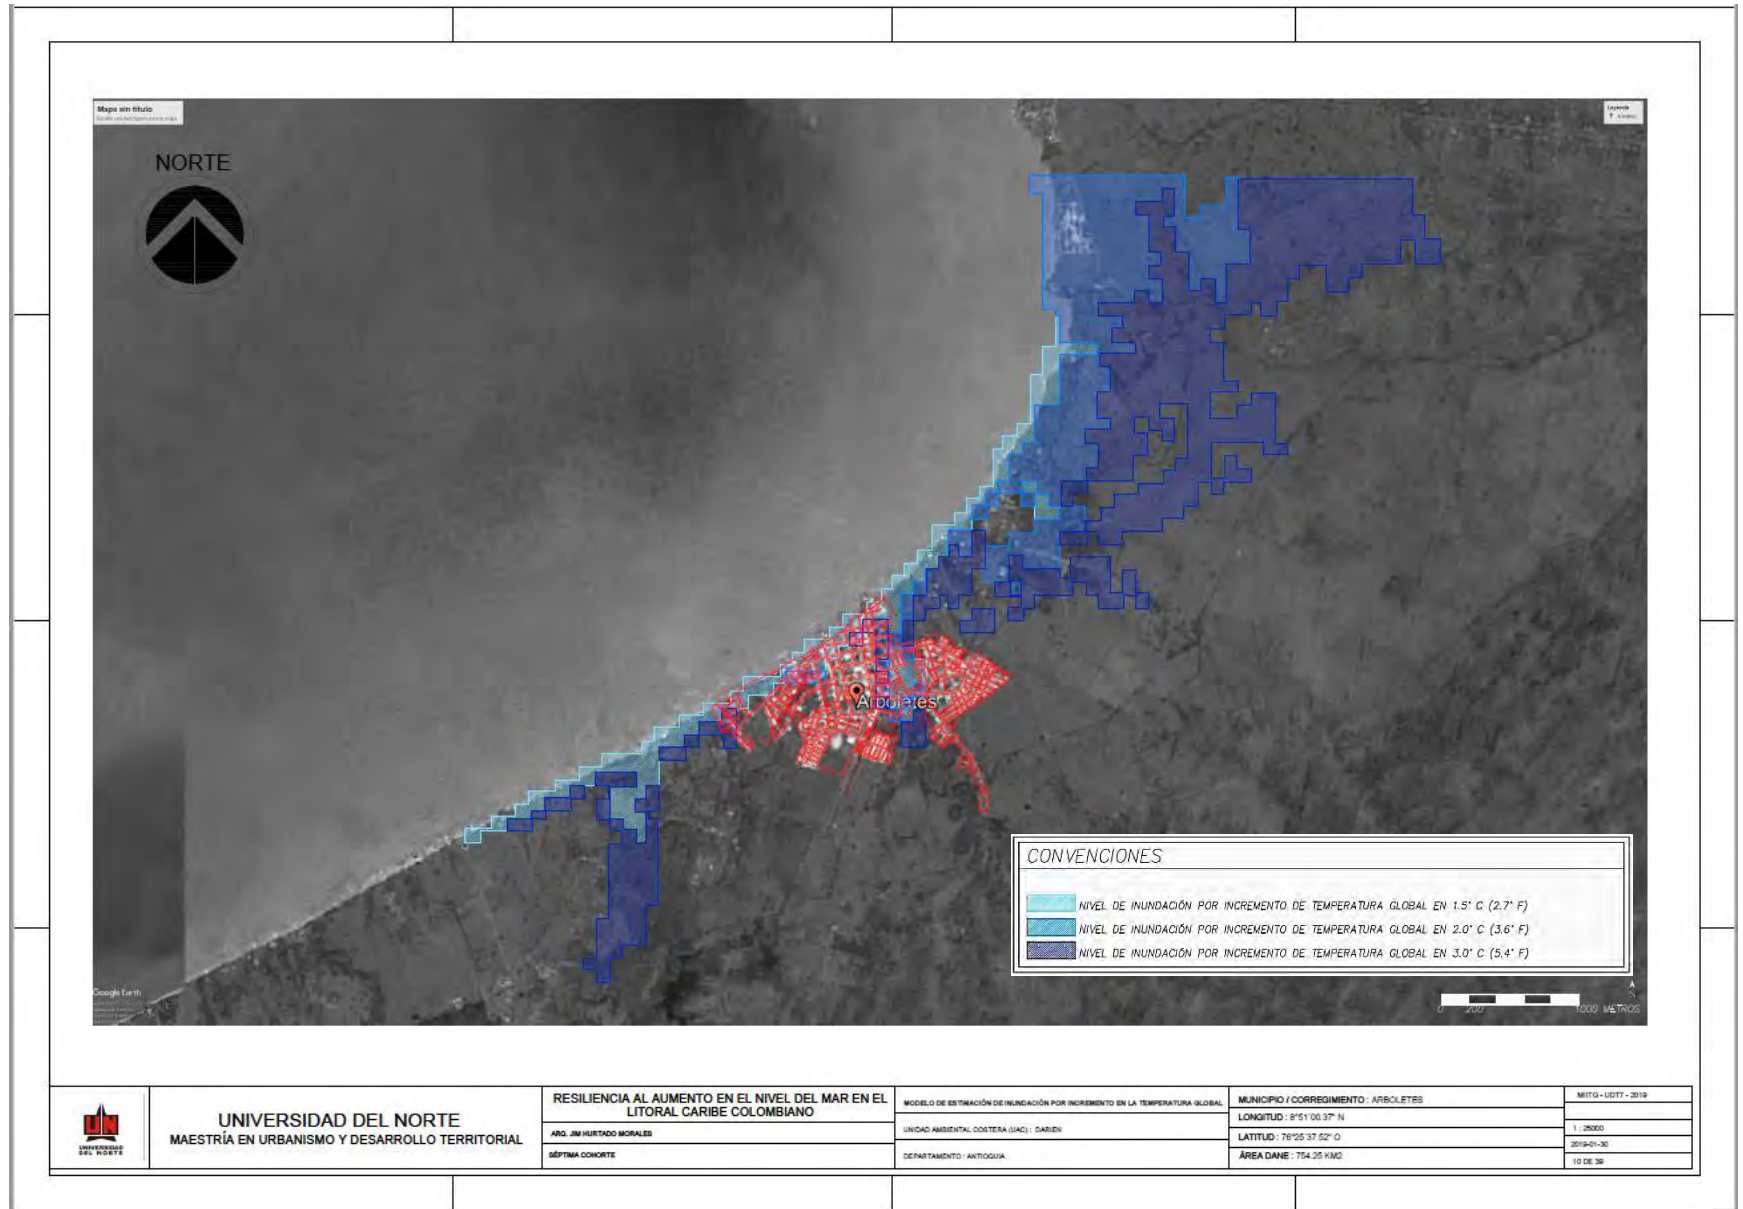 Mapa sin título
Leyenda
NORTE
Arboletes
CONVENCIONES
NIVEL DE INUNDACIÓN POR INCREMENTO DE TEMPERATURA GLOBAL EN 1.5° C (2.7° F)
NIVEL DE INUNDACIÓN POR INCREMENTO DE TEMPERATURA GLOBAL EN 2.0° C (3.6° F)
NIVEL DE INUNDACIÓN POR INCREMENTO DE TEMPERATURA GLOBAL EN 3.0° C (5.4° F)
Google Earth
0 200 1000 METROS
UN
UNIVERSIDAD
DEL NORTE
UNIVERSIDAD DEL NORTE
MAESTRÍA EN URBANISMO Y DESARROLLO TERRITORIAL
RESILIENCIA AL AUMENTO EN EL NIVEL DEL MAR EN EL
LITORAL CARIBE COLOMBIANO
ARQ. JIM HURTADO MORALES
SÉPTIMA COHORTE
MODELO DE ESTIMACIÓN DE INUNDACIÓN POR INCREMENTO EN LA TEMPERATURA GLOBAL
UNIDAD AMBIENTAL COSTERA (UAC) : DARIÉN
DEPARTAMENTO : ANTIOQUIA
MUNICIPIO / CORREGIMIENTO : ARBOLETES
LONGITUD : 8°51'00.37" N
LATITUD : 76°25'37.52" O
ÁREA DANE : 754.25 KM2
MIITG - UDT7 - 2019
1 : 25000
2019-01-30
10 DE 39